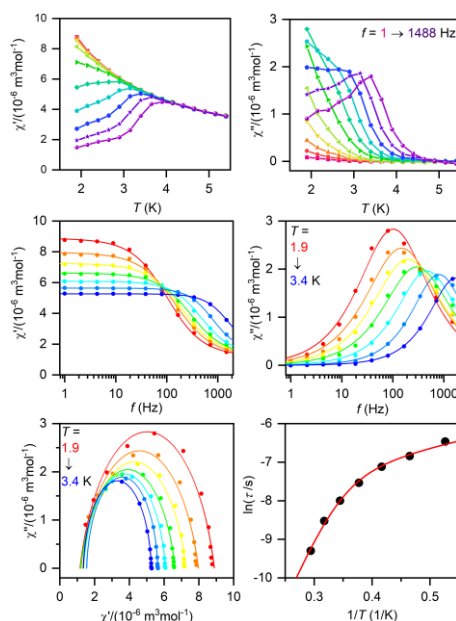 χ'/(10⁻⁶ m³mol⁻¹)
10
8
6
4
2
0
2 3 4 5
T (K)
χ"/(10⁻⁶ m³mol⁻¹)
3
2
1
0
f = 1 → 1488 Hz
2 3 4 5
T (K)
χ'/(10⁻⁶ m³mol⁻¹)
10
8
6
4
2
0
1 10 100 1000
f (Hz)
χ"/(10⁻⁶ m³mol⁻¹)
3
2
1
0
T =
1.9
↓
3.4 K
1 10 100 1000
f (Hz)
χ"/(10⁻⁶ m³mol⁻¹)
3
2
1
0
T =
1.9
↓
3.4 K
0 2 4 6 8 10
χ'/(10⁻⁶ m³mol⁻¹)
ln(τ /s)
-6
-7
-8
-9
-10
0.3 0.4 0.5
1/T (1/K)